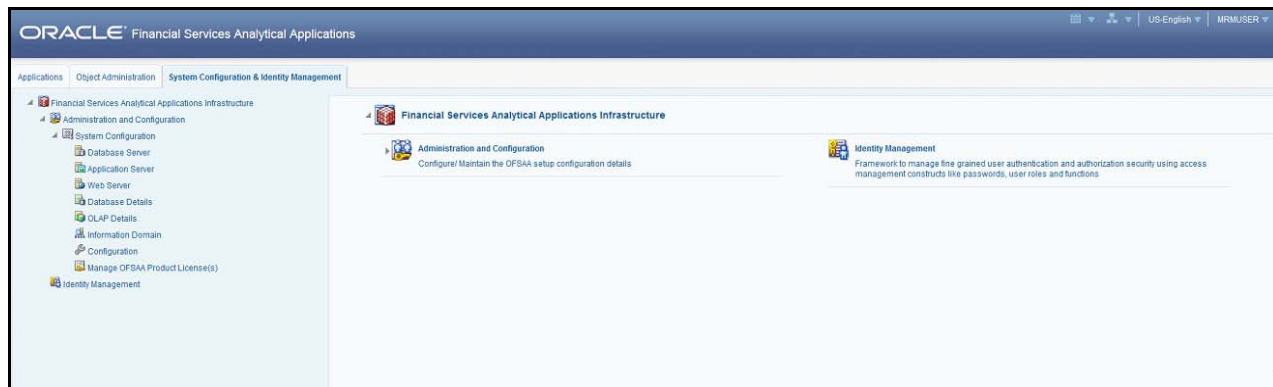 ORACLE® Financial Services Analytical Applications
US-English
MRMUSER
Applications
Object Administration
System Configuration & Identity Management
Financial Services Analytical Applications Infrastructure
Administration and Configuration
System Configuration
Database Server
Application Server
Web Server
Database Details
OLAP Details
Information Domain
Configuration
Manage OFSAA Product License(s)
Identity Management
Financial Services Analytical Applications Infrastructure
Administration and Configuration
Configure/ Maintain the OFSAA setup configuration details
Identity Management
Framework to manage fine grained user authentication and authorization security using access
management constructs like passwords, user roles and functions